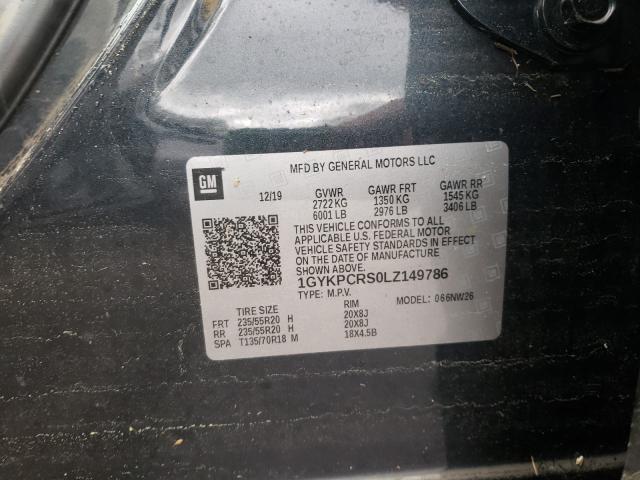 MFD BY GENERAL MOTORS LLC
GM
12/19 GVWR GAWR FRT GAWR RR
2722 KG 1350 KG 1545 KG
6001 LB 2976 LB 3406 LB
THIS VEHICLE CONFORMS TO ALL
APPLICABLE U.S. FEDERAL MOTOR
VEHICLE SAFETY STANDARDS IN EFFECT
ON THE DATE OF MANUFACTURE
SHOWN ABOVE.
1GYKPCRS0LZ149786
TYPE: M.P.V. MODEL: 066NW26
TIRE SIZE RIM
FRT 235/55R20 H 20X8J
RR 235/55R20 H 20X8J
SPA T135/70R18 M 18X4.5B